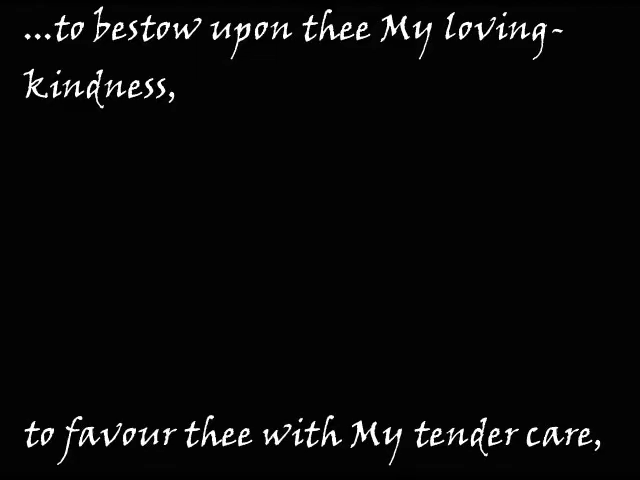 ...to bestow upon thee My loving-
kindness,
to favour thee with My tender care,